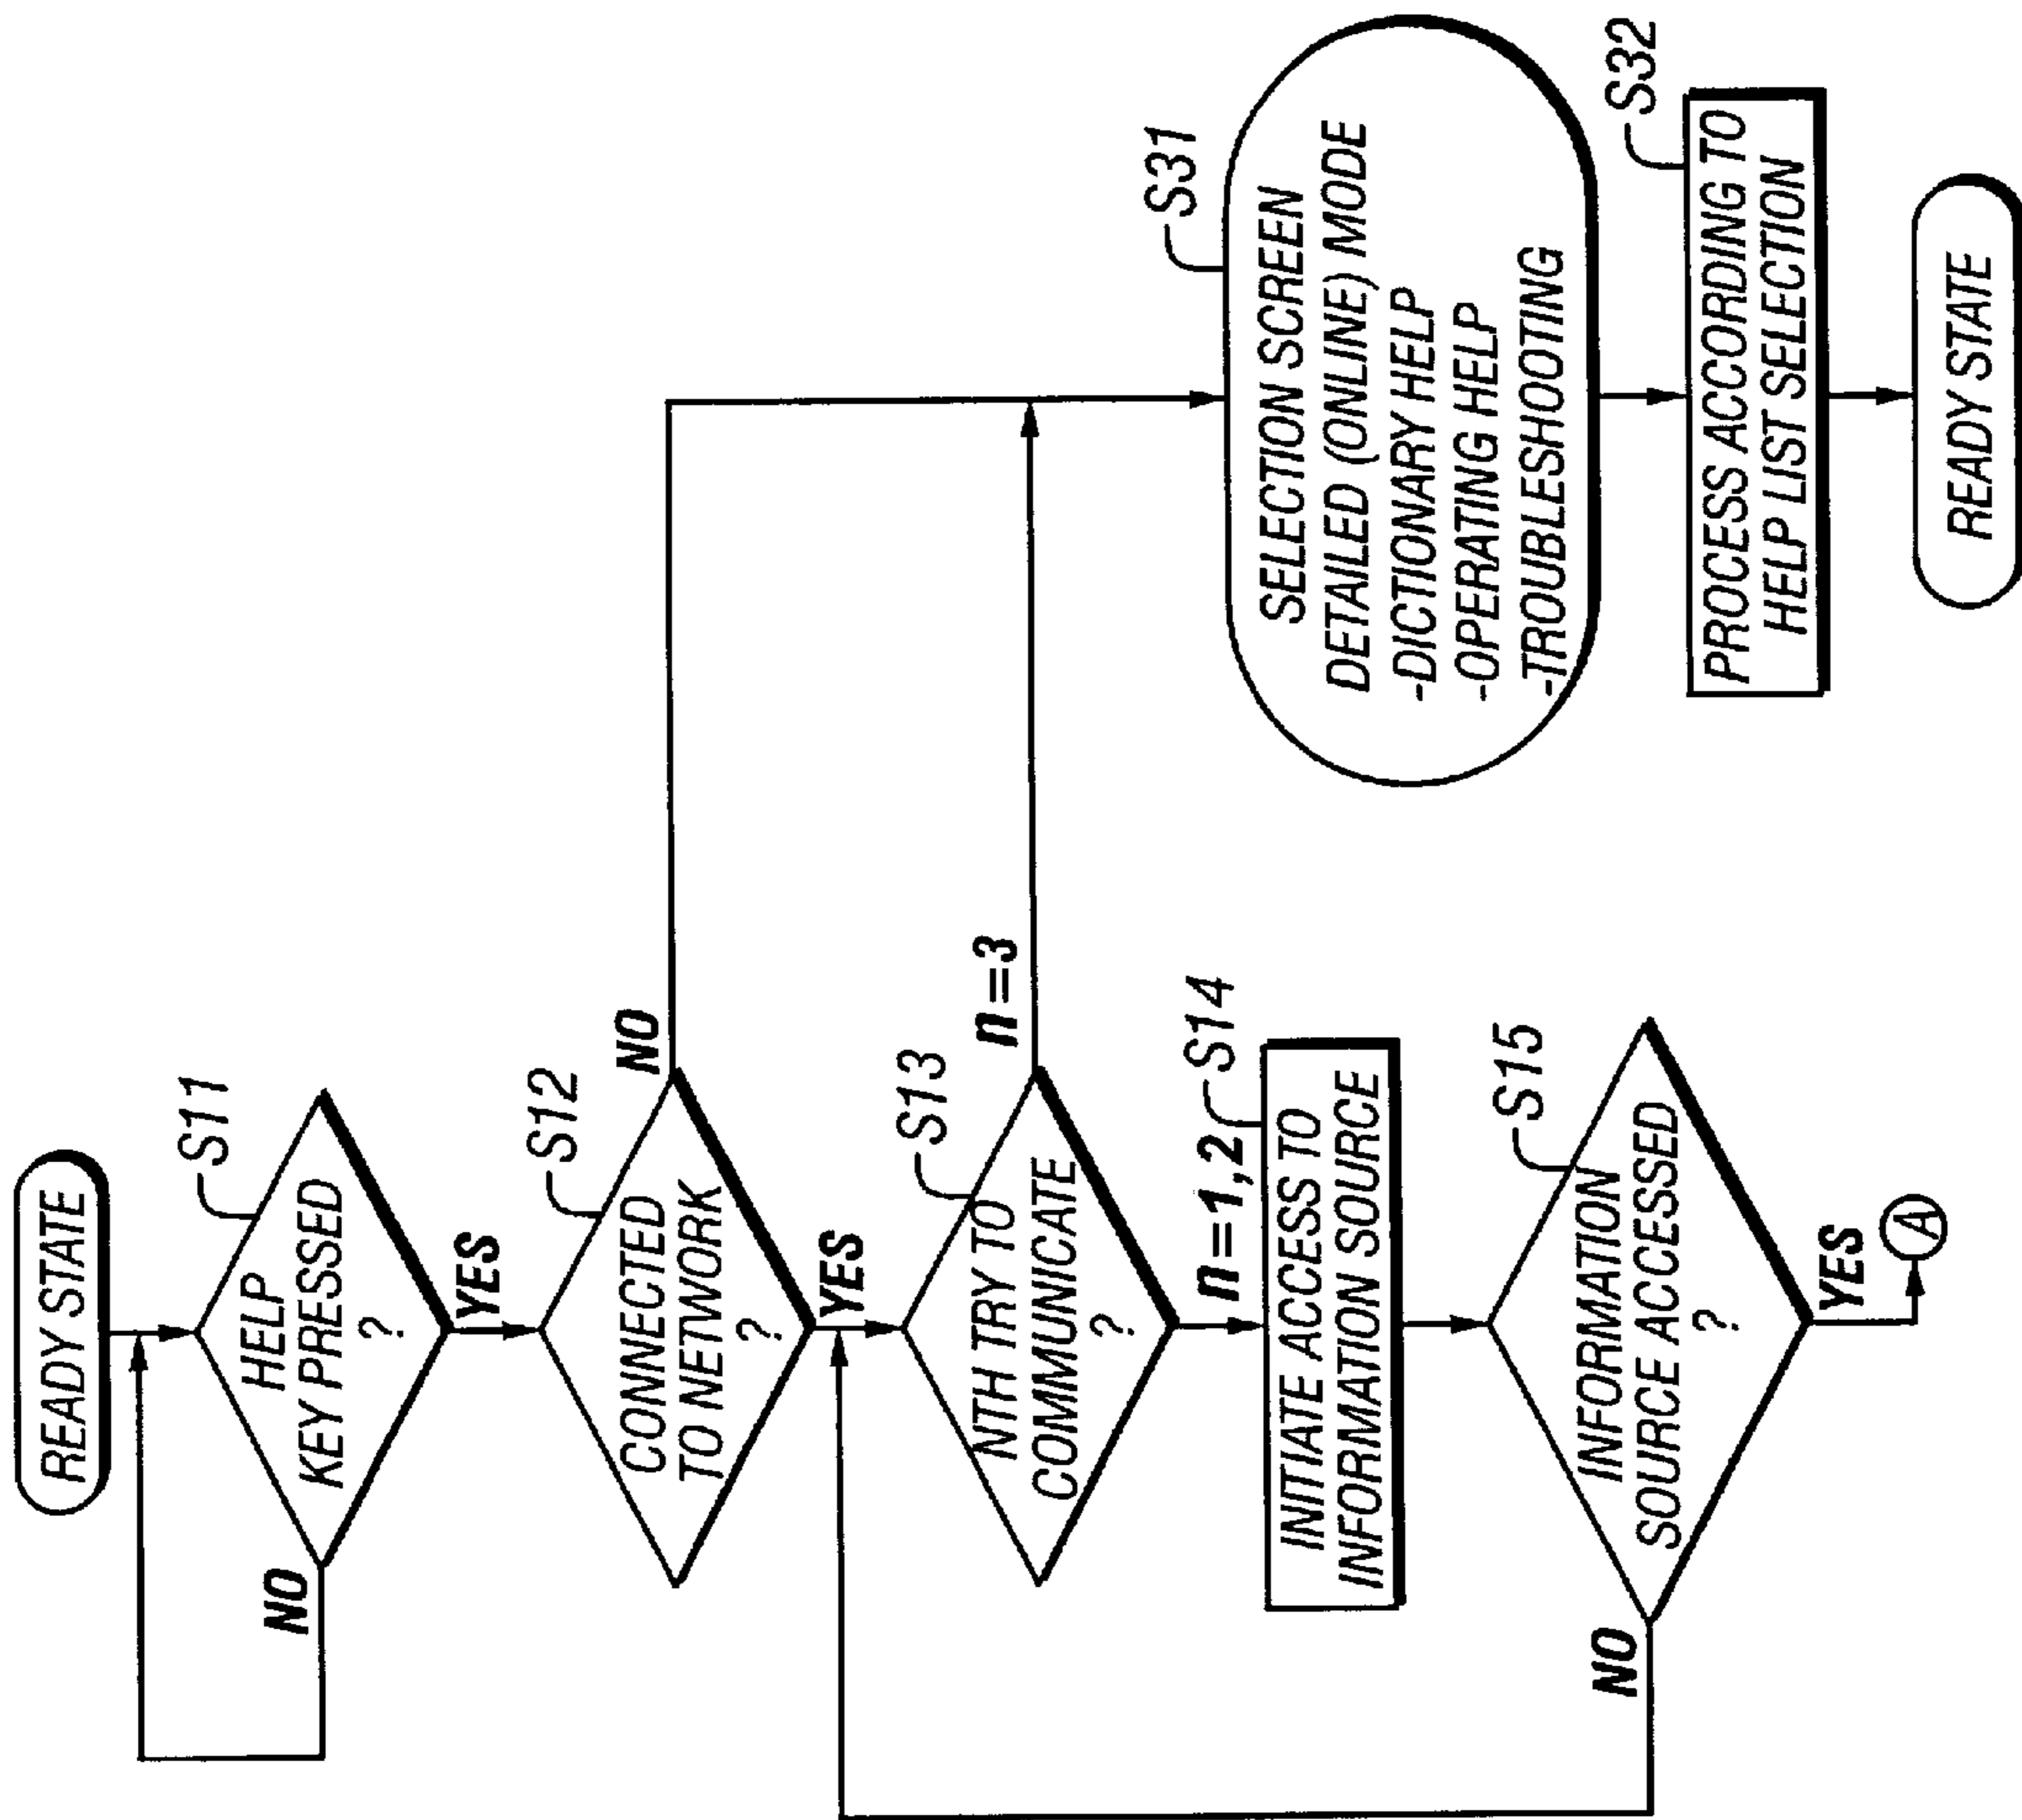 READY STATE
S11
HELP
KEY PRESSED
?
NO
YES
S12
CONNECTED
TO NETWORK
?
NO
YES
S13
NTH TRY TO
COMMUNICATE
?
n=3
n=1,2
S14
INITIATE ACCESS TO
INFORMATION SOURCE
S15
INFORMATION
SOURCE ACCESSED
?
NO
YES
A
S31
SELECTION SCREEN
DETAILED (ONLINE) MODE
-DICTIONARY HELP
-OPERATING HELP
-TROUBLESHOOTING
S32
PROCESS ACCORDING TO
HELP LIST SELECTION
READY STATE